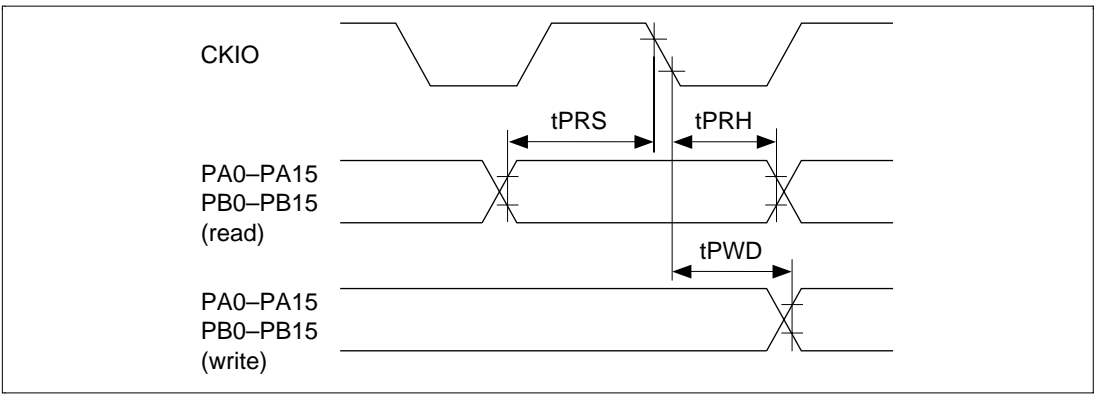 CKIO
tPRS
tPRH
PA0–PA15
PB0–PB15
(read)
tPWD
PA0–PA15
PB0–PB15
(write)